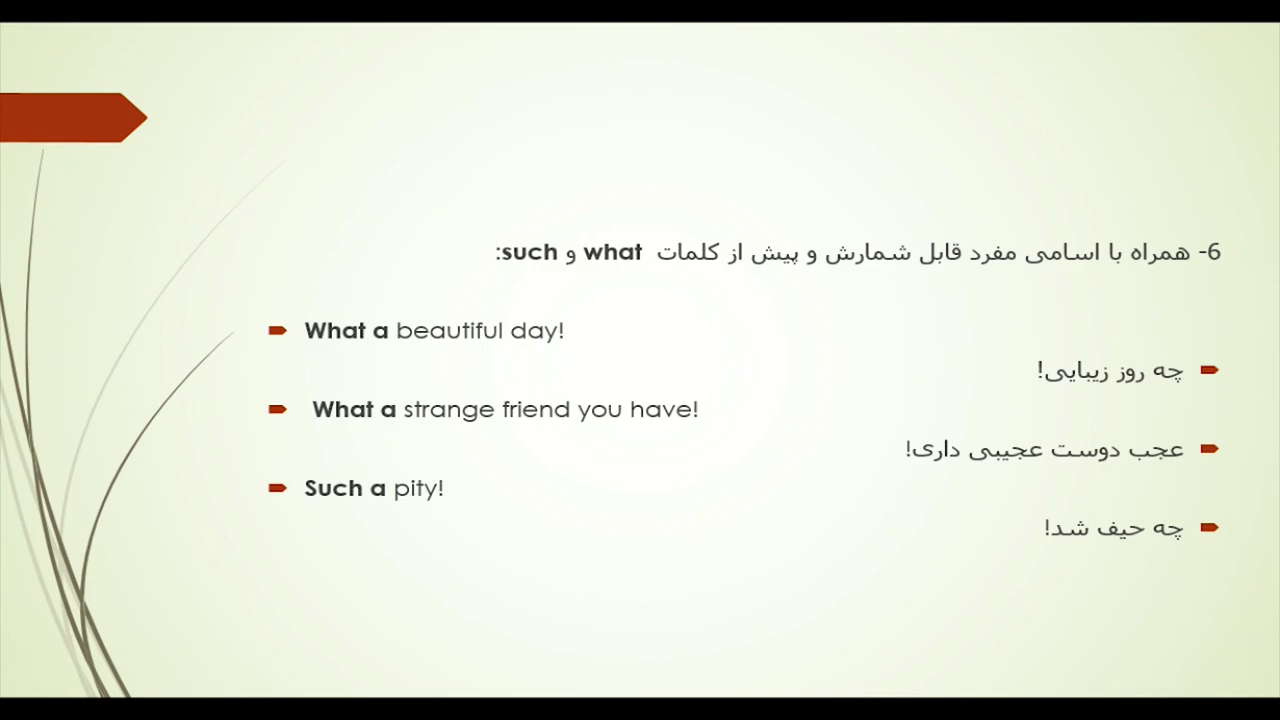 6- همراه با اسامی مفرد قابل شمارش و پیش از کلمات what و such:
What a beautiful day!
چه روز زیبایی!
What a strange friend you have!
عجب دوست عجیبی داری!
Such a pity!
چه حیف شد!